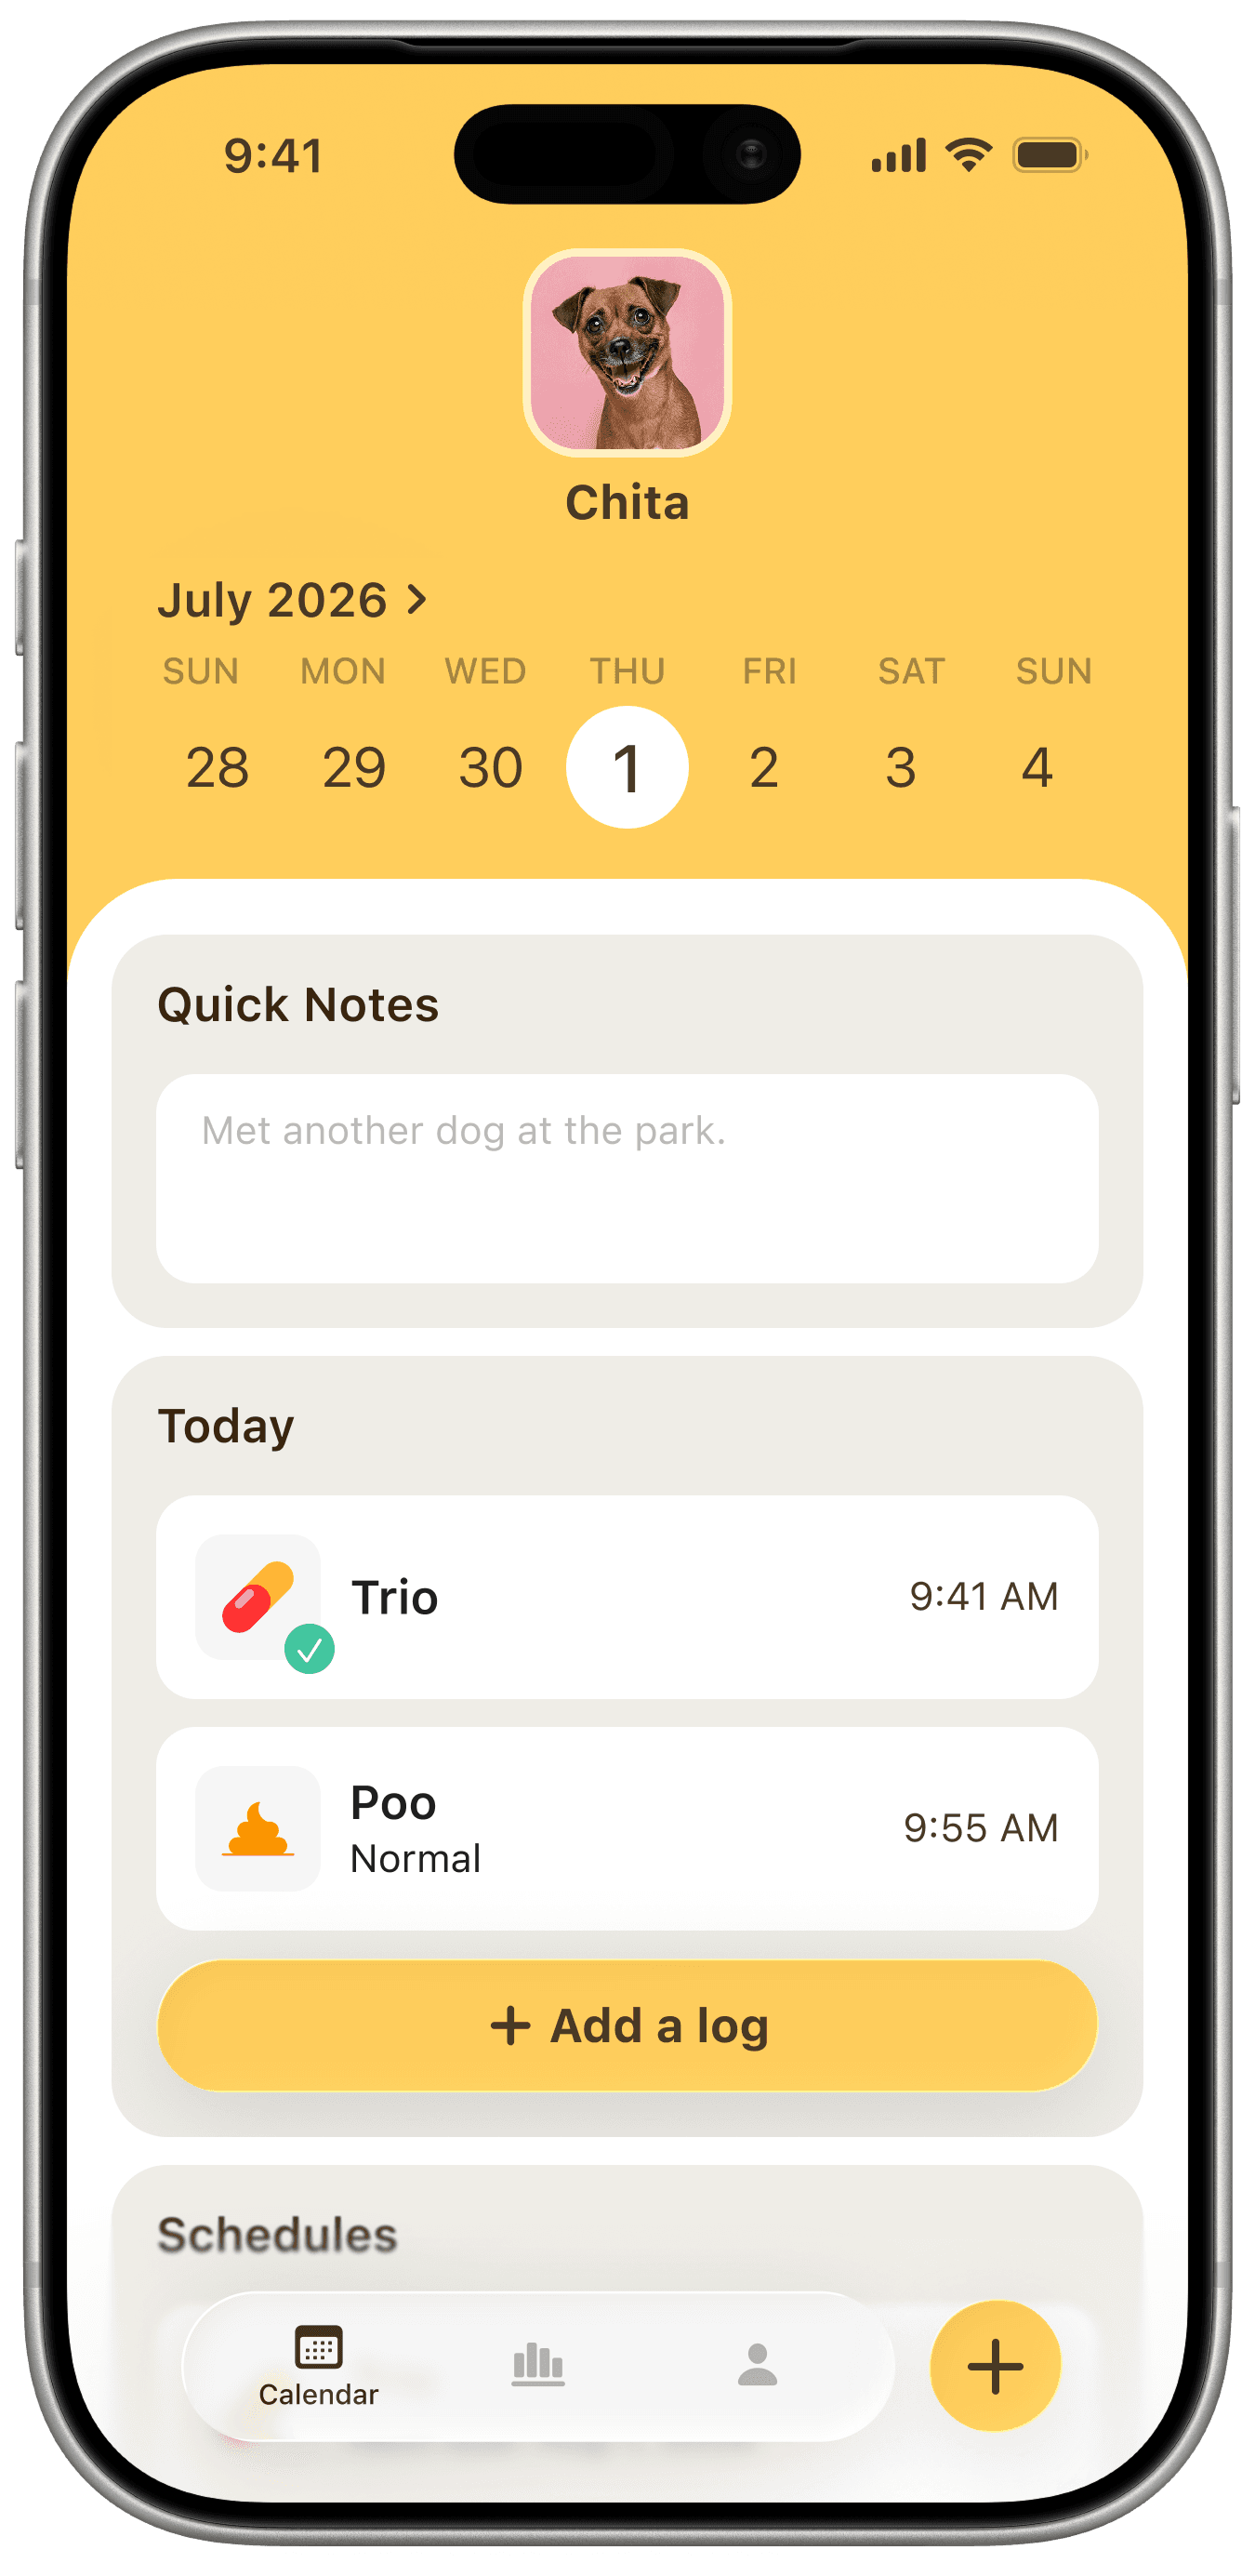 9:41
Chita
July 2026
SUN MON WED THU FRI SAT SUN
28 29 30 1 2 3 4
Quick Notes
Met another dog at the park.
Today
Trio
9:41 AM
Poo
Normal
9:55 AM
Add a log
Schedules
Calendar